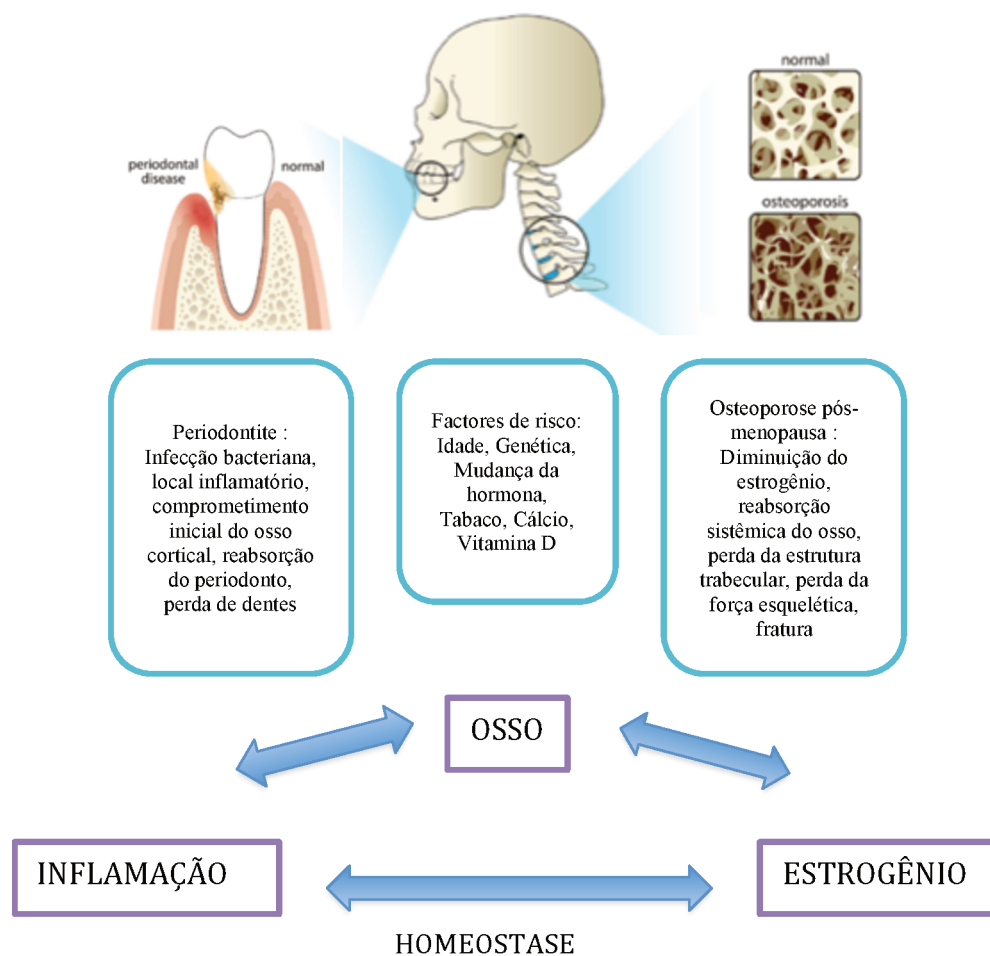 normal
periodontal
disease
normal
osteoporosis
Periodontite :
Infecção bacteriana,
local inflamatório,
comprometimento
inicial do osso
cortical, reabsorção
do periodonto,
perda de dentes
Factores de risco:
Idade, Genética,
Mudança da
hormona,
Tabaco, Cálcio,
Vitamina D
Osteoporose pós-
menopausa :
Diminuição do
estrogênio,
reabsorção
sistêmica do osso,
perda da estrutura
trabecular, perda da
força esquelética,
fratura
OSSO
INFLAMAÇÃO
ESTROGÊNIO
HOMEOSTASE